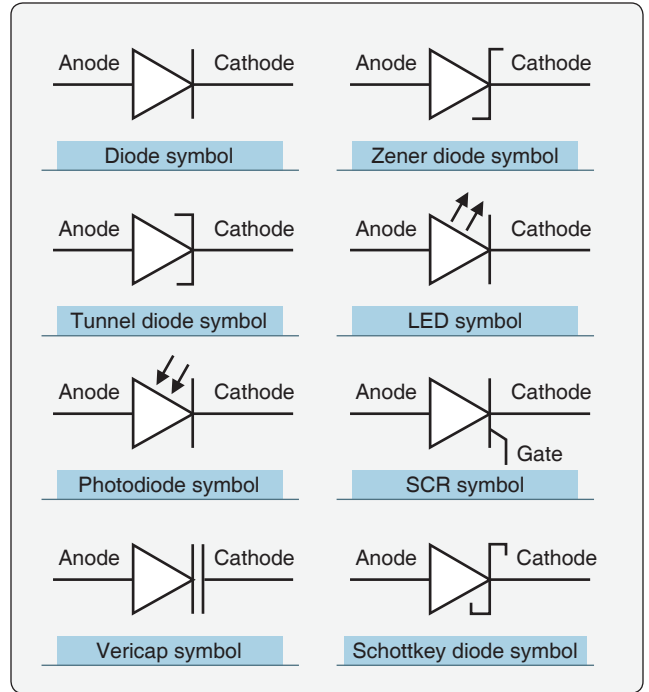 Anode Cathode Anode Cathode
Diode symbol Zener diode symbol
Anode Cathode Anode Cathode
Tunnel diode symbol LED symbol
Anode Cathode Anode Cathode
Gate
Photodiode symbol SCR symbol
Anode Cathode Anode Cathode
Vericap symbol Schottkey diode symbol